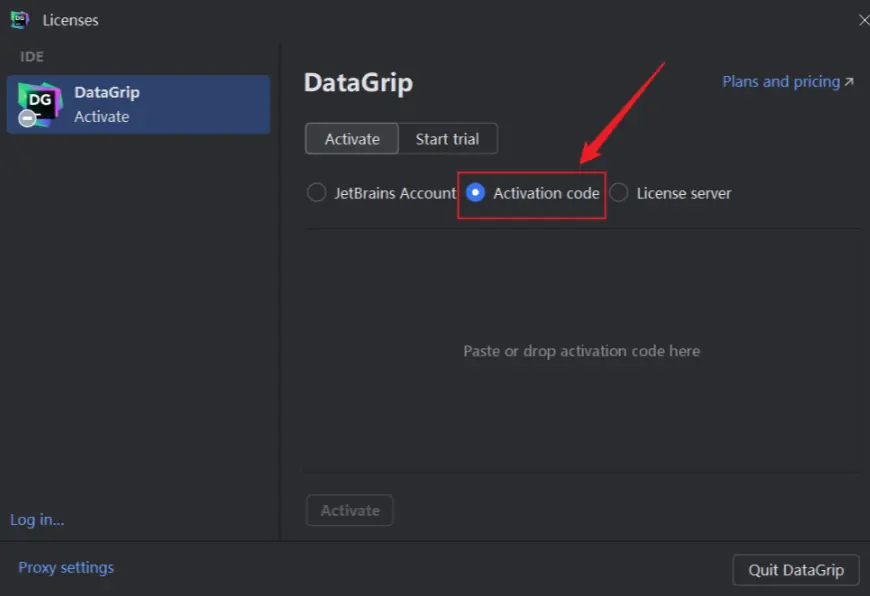 Licenses
IDE
DG
DataGrip
Activate
DataGrip
Plans and pricing
Activate
Start trial
JetBrains Account
Activation code
License server
Paste or drop activation code here
Activate
Log in...
Proxy settings
Quit DataGrip